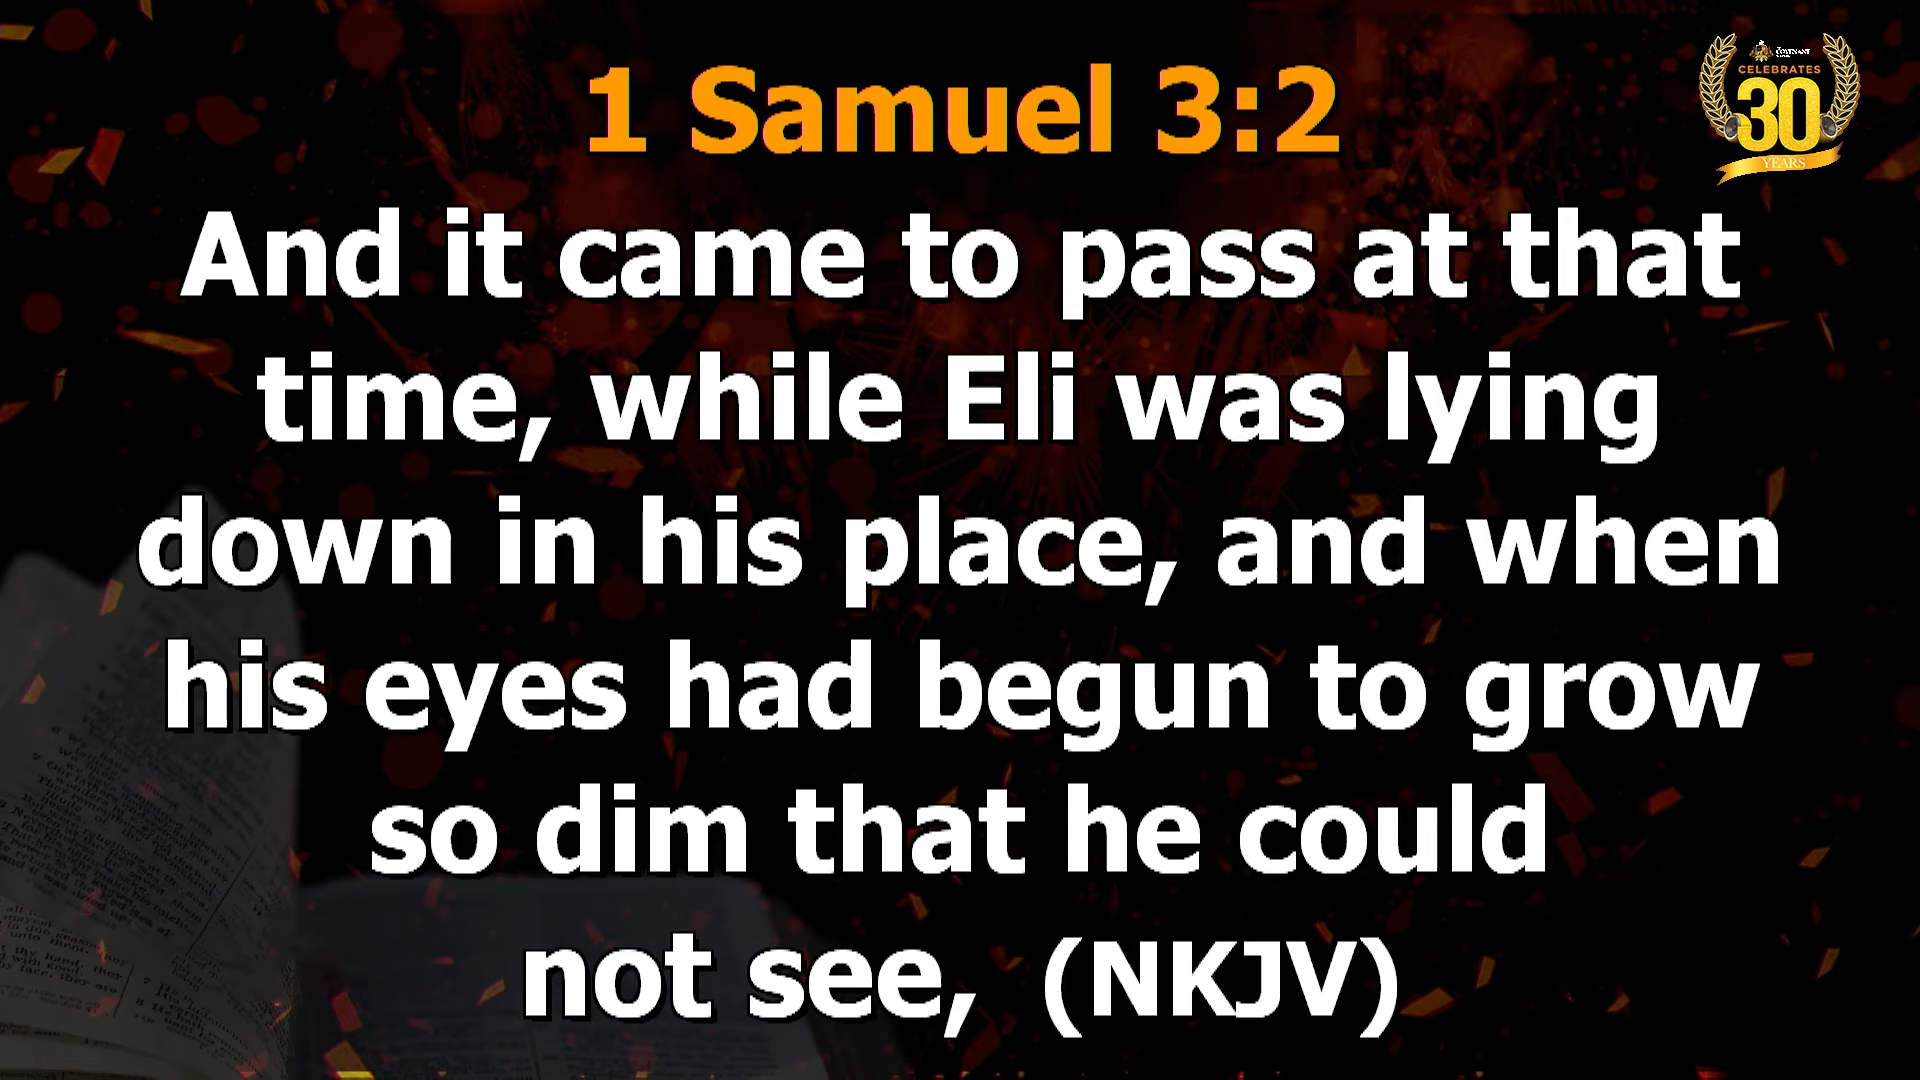 1 Samuel 3:2
COVENANT
CELEBRATES
30
YEARS
And it came to pass at that
time, while Eli was lying
down in his place, and when
his eyes had begun to grow
so dim that he could
not see, (NKJV)